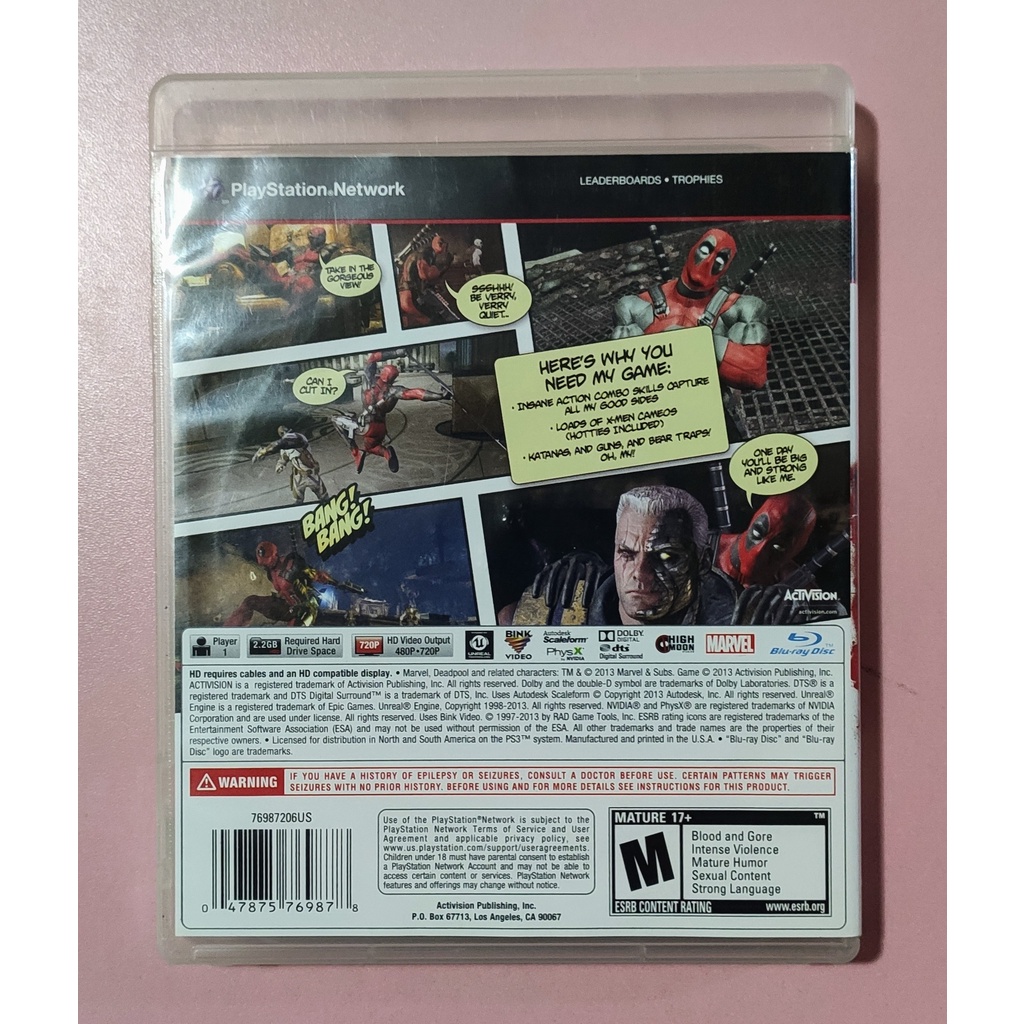 PlayStation®Network
LEADERBOARDS • TROPHIES
TAKE IN THE
GORGEOUS
VIEW!
SSSHHH!
BE VERRY,
VERRY
QUIET...
CAN I
CUT IN?
HERE'S WHY YOU
NEED MY GAME:
• INSANE ACTION COMBO SKILLS CAPTURE
ALL MY GOOD SIDES
• LOADS OF X-MEN CAMEOS
(HOTTIES INCLUDED)
• KATANAS, AND GUNS, AND BEAR TRAPS!
OH, MY!
ONE DAY
YOU'LL BE BIG
AND STRONG
LIKE ME.
BANG!
BANG!
ACTIVISION
activision.com
Player
1
2.2GB
Required Hard
Drive Space
720P
HD Video Output
480P•720P
UNREAL
BINK
VIDEO
Autodesk
Scaleform
PhysX™
by NVIDIA
DOLBY
DIGITAL
dts
Digital Surround
HIGH
MOON
MARVEL
Blu-ray Disc™
HD requires cables and an HD compatible display. • Marvel, Deadpool and related characters: TM & © 2013 Marvel & Subs. Game © 2013 Activision Publishing, Inc.
ACTIVISION is a registered trademark of Activision Publishing, Inc. All rights reserved. Dolby and the double-D symbol are trademarks of Dolby Laboratories. DTS® is a
registered trademark and DTS Digital Surround™ is a trademark of DTS, Inc. Uses Autodesk Scaleform © Copyright 2013 Autodesk, Inc. All rights reserved. Unreal®
Engine is a registered trademark of Epic Games. Unreal® Engine, Copyright 1998-2013. All rights reserved. NVIDIA® and PhysX® are registered trademarks of NVIDIA
Corporation and are used under license. All rights reserved. Uses Bink Video. © 1997-2013 by RAD Game Tools, Inc. ESRB rating icons are registered trademarks of the
Entertainment Software Association (ESA) and may not be used without permission of the ESA. All other trademarks and trade names are the properties of their
respective owners. • Licensed for distribution in North and South America on the PS3™ system. Manufactured and printed in the U.S.A. • “Blu-ray Disc” and “Blu-ray
Disc” logo are trademarks.
WARNING
IF YOU HAVE A HISTORY OF EPILEPSY OR SEIZURES, CONSULT A DOCTOR BEFORE USE. CERTAIN PATTERNS MAY TRIGGER
SEIZURES WITH NO PRIOR HISTORY. BEFORE USING AND FOR MORE DETAILS SEE INSTRUCTIONS FOR THIS PRODUCT.
76987206US
0 47875 76987 8
Use of the PlayStation®Network is subject to the
PlayStation Network Terms of Service and User
Agreement and applicable privacy policy, see
www.us.playstation.com/support/useragreements.
Children under 18 must have parental consent to establish
a PlayStation Network Account and may not be able to
access certain content or services. PlayStation Network
features and offerings may change without notice.
Activision Publishing, Inc.
P.O. Box 67713, Los Angeles, CA 90067
MATURE 17+ ™
M
Blood and Gore
Intense Violence
Mature Humor
Sexual Content
Strong Language
ESRB CONTENT RATING www.esrb.org